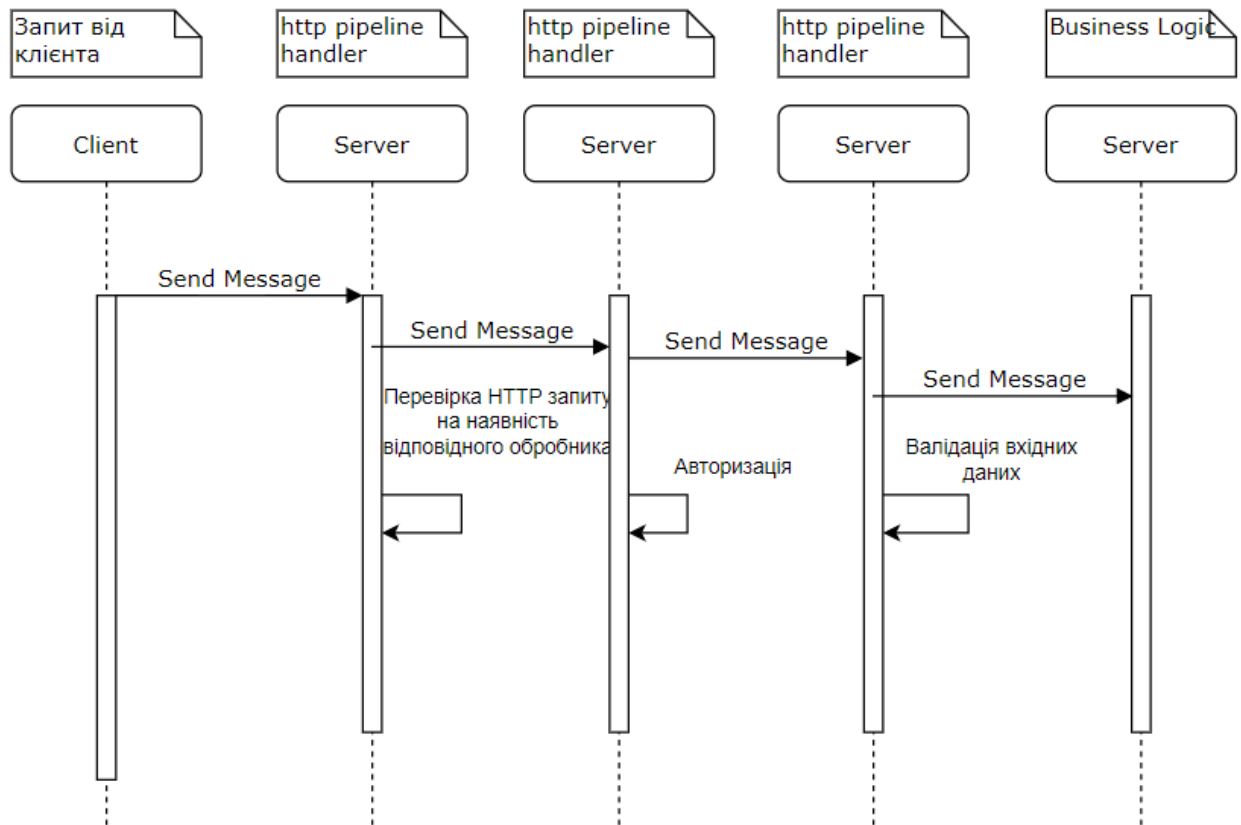 Запит від
клієнта
http pipeline
handler
http pipeline
handler
http pipeline
handler
Business Logic
Client
Server
Server
Server
Server
Send Message
Send Message
Send Message
Send Message
Перевірка HTTP запиту
на наявність
відповідного обробника
Авторизація
Валідація вхідних
даних